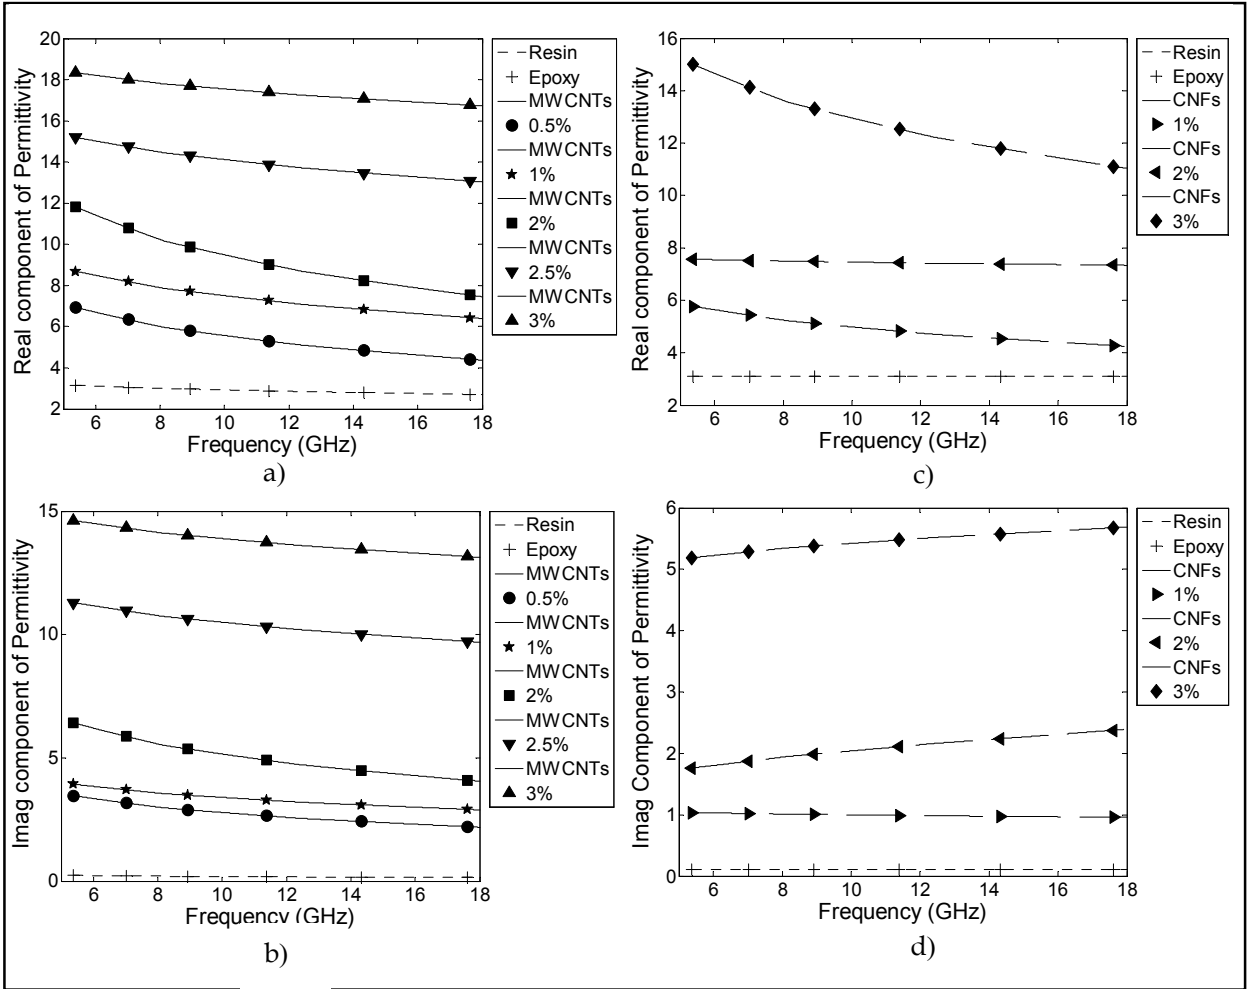 Real component of Permittivity
20
18
16
14
12
10
8
6
4
2
6 8 10 12 14 16 18
Frequency (GHz)
a)
Resin
Epoxy
MWCNTs
0.5%
MWCNTs
1%
MWCNTs
2%
MWCNTs
2.5%
MWCNTs
3%
Real component of Permittivity
16
14
12
10
8
6
4
2
6 8 10 12 14 16 18
Frequency (GHz)
c)
Resin
Epoxy
CNFs
1%
CNFs
2%
CNFs
3%
Imag component of Permittivity
15
10
5
0
6 8 10 12 14 16 18
Frequency (GHz)
b)
Resin
Epoxy
MWCNTs
0.5%
MWCNTs
1%
MWCNTs
2%
MWCNTs
2.5%
MWCNTs
3%
Imag Component of Permittivity
6
5
4
3
2
1
0
6 8 10 12 14 16 18
Frequency (GHz)
d)
Resin
Epoxy
CNFs
1%
CNFs
2%
CNFs
3%